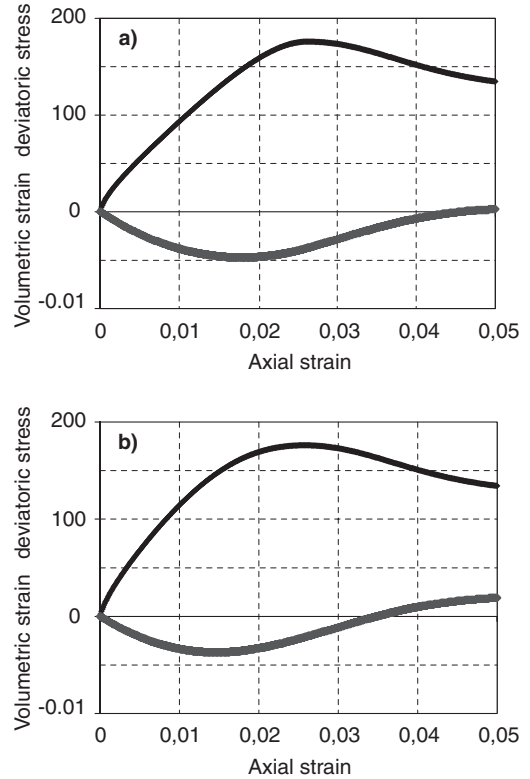 200
a)
100
0
-0.01
Volumetric strain deviatoric stress
0 0,01 0,02 0,03 0,04 0,05
Axial strain
200
b)
100
0
-0.01
Volumetric strain deviatoric stress
0 0,01 0,02 0,03 0,04 0,05
Axial strain